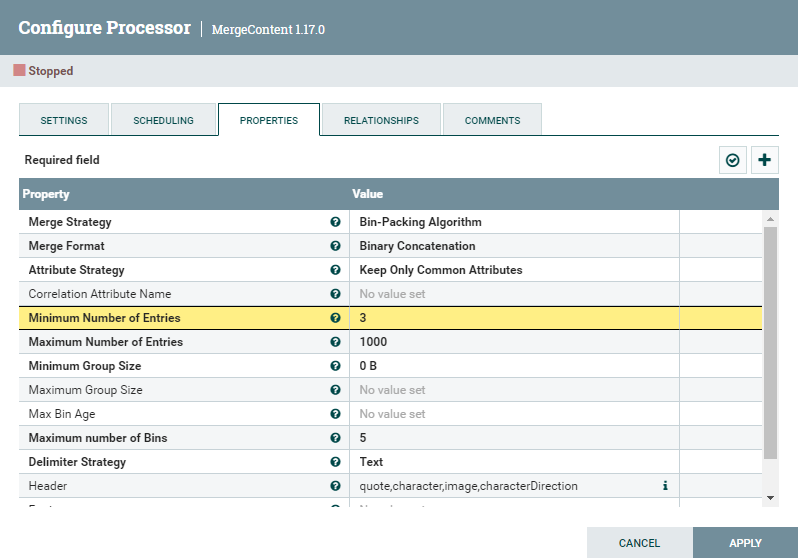 Configure Processor | MergeContent 1.17.0
Stopped
SETTINGS SCHEDULING PROPERTIES RELATIONSHIPS COMMENTS
Required field
Property Value
Merge Strategy Bin-Packing Algorithm
Merge Format Binary Concatenation
Attribute Strategy Keep Only Common Attributes
Correlation Attribute Name No value set
Minimum Number of Entries 3
Maximum Number of Entries 1000
Minimum Group Size 0 B
Maximum Group Size No value set
Max Bin Age No value set
Maximum number of Bins 5
Delimiter Strategy Text
Header quote,character,image,characterDirection
CANCEL APPLY